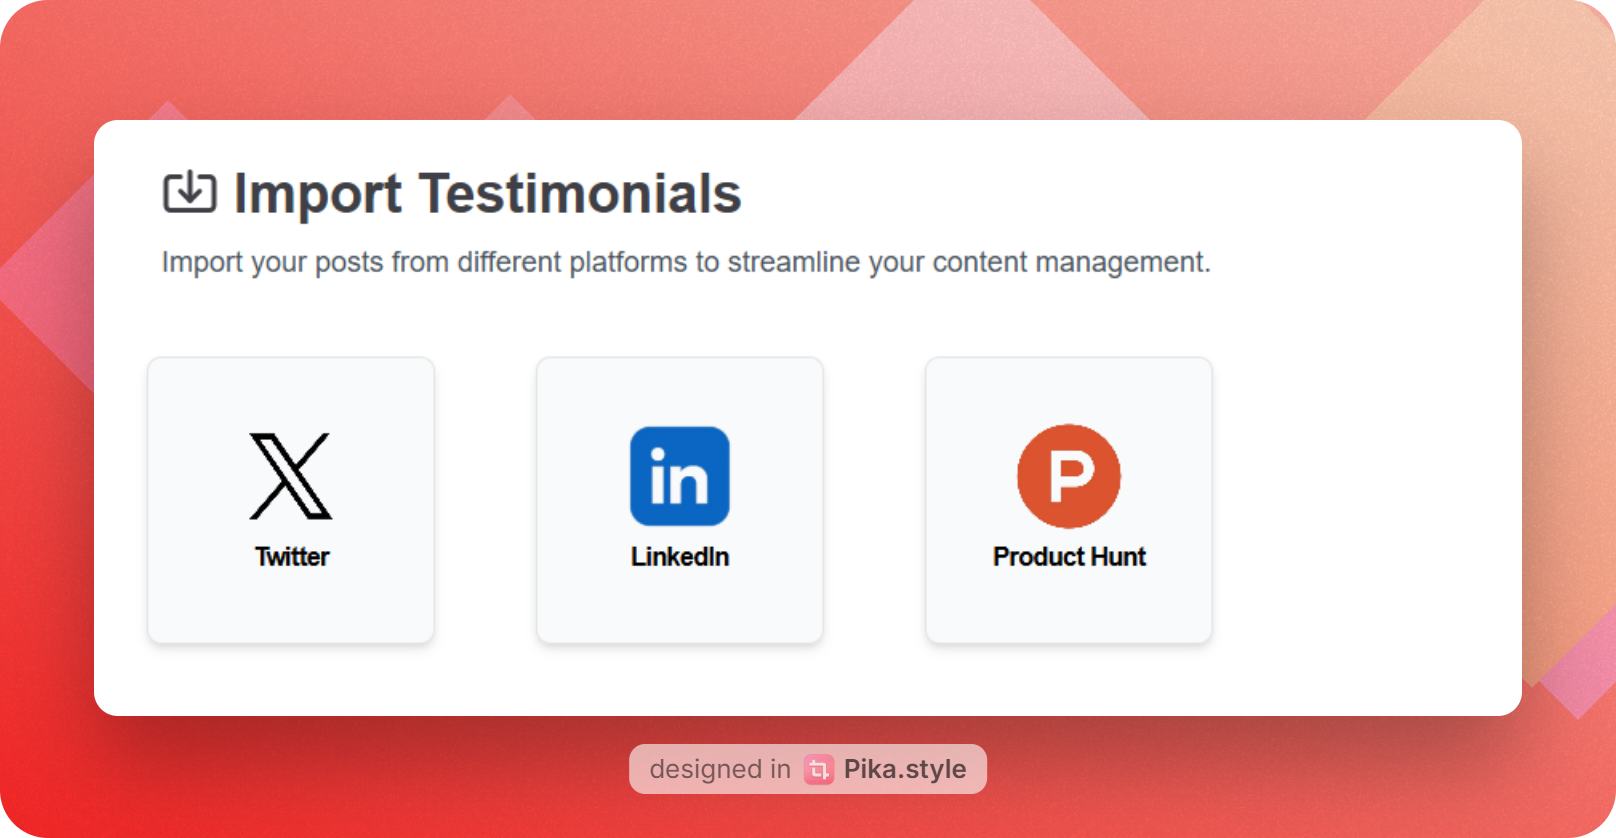 Import Testimonials
Import your posts from different platforms to streamline your content management.
in
P
Twitter
LinkedIn
Product Hunt
designed in Pika.style